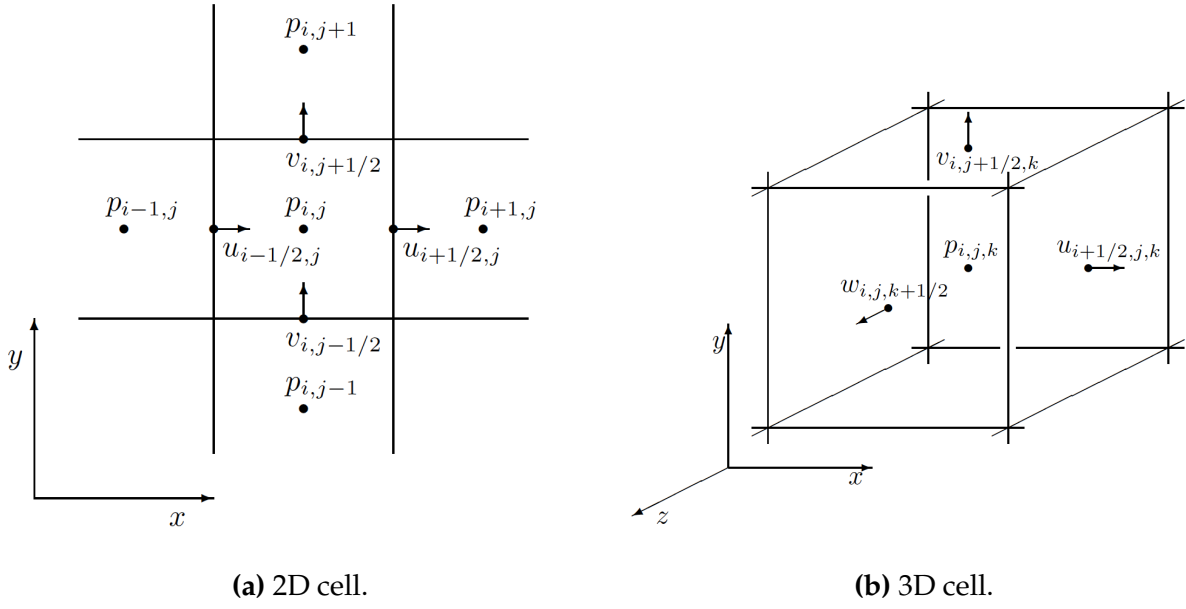 p_{i,j+1}
v_{i,j+1/2}
p_{i-1,j} p_{i,j} p_{i+1,j}
u_{i-1/2,j} u_{i+1/2,j}
v_{i,j-1/2}
p_{i,j-1}
y
x
(a) 2D cell.
v_{i,j+1/2,k}
p_{i,j,k} u_{i+1/2,j,k}
w_{i,j,k+1/2}
y
x
z
(b) 3D cell.